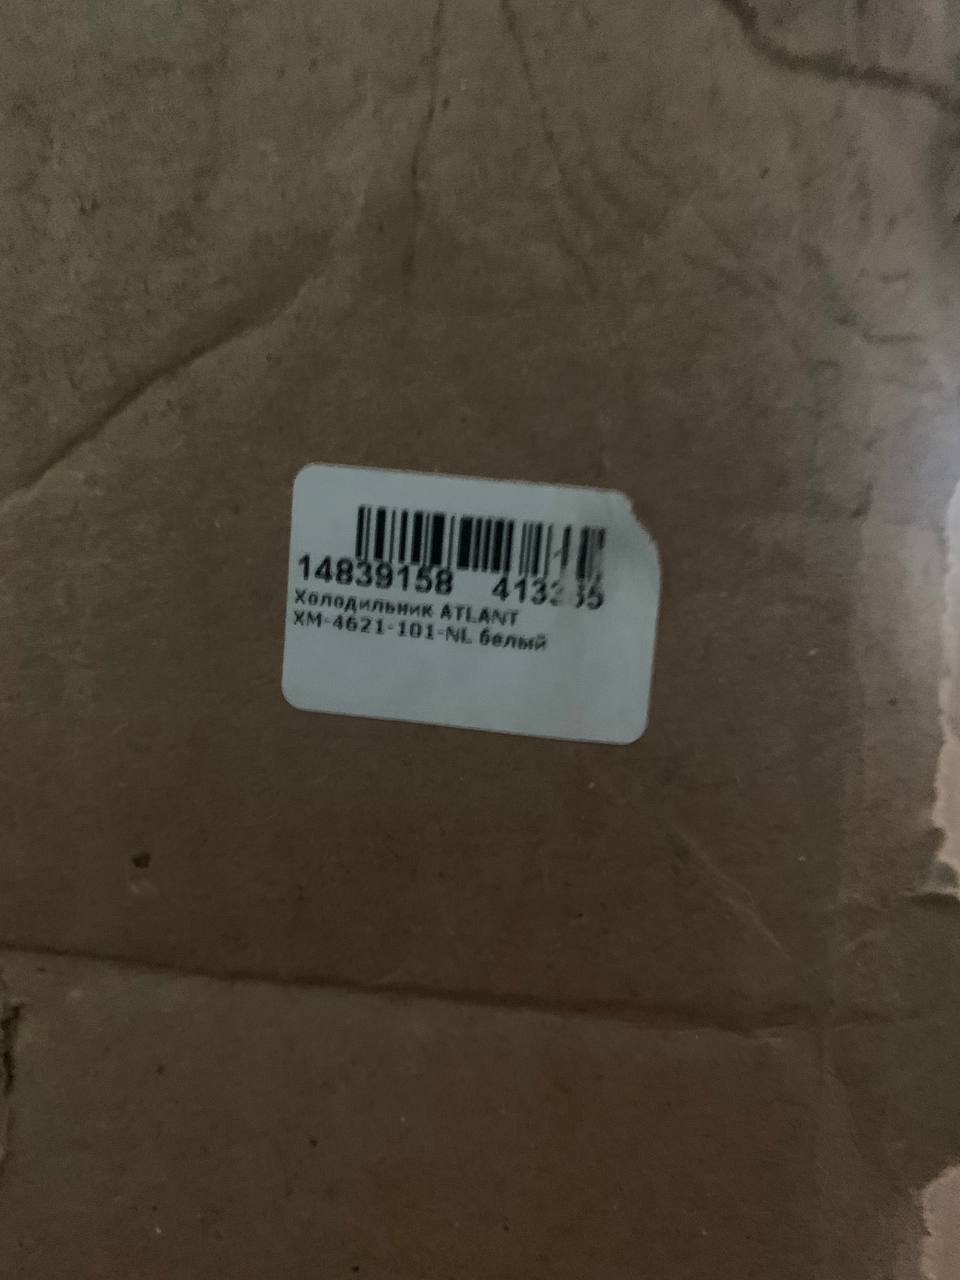 14839158
Холодильник ATLANT
ХМ-4621-101-NL белый